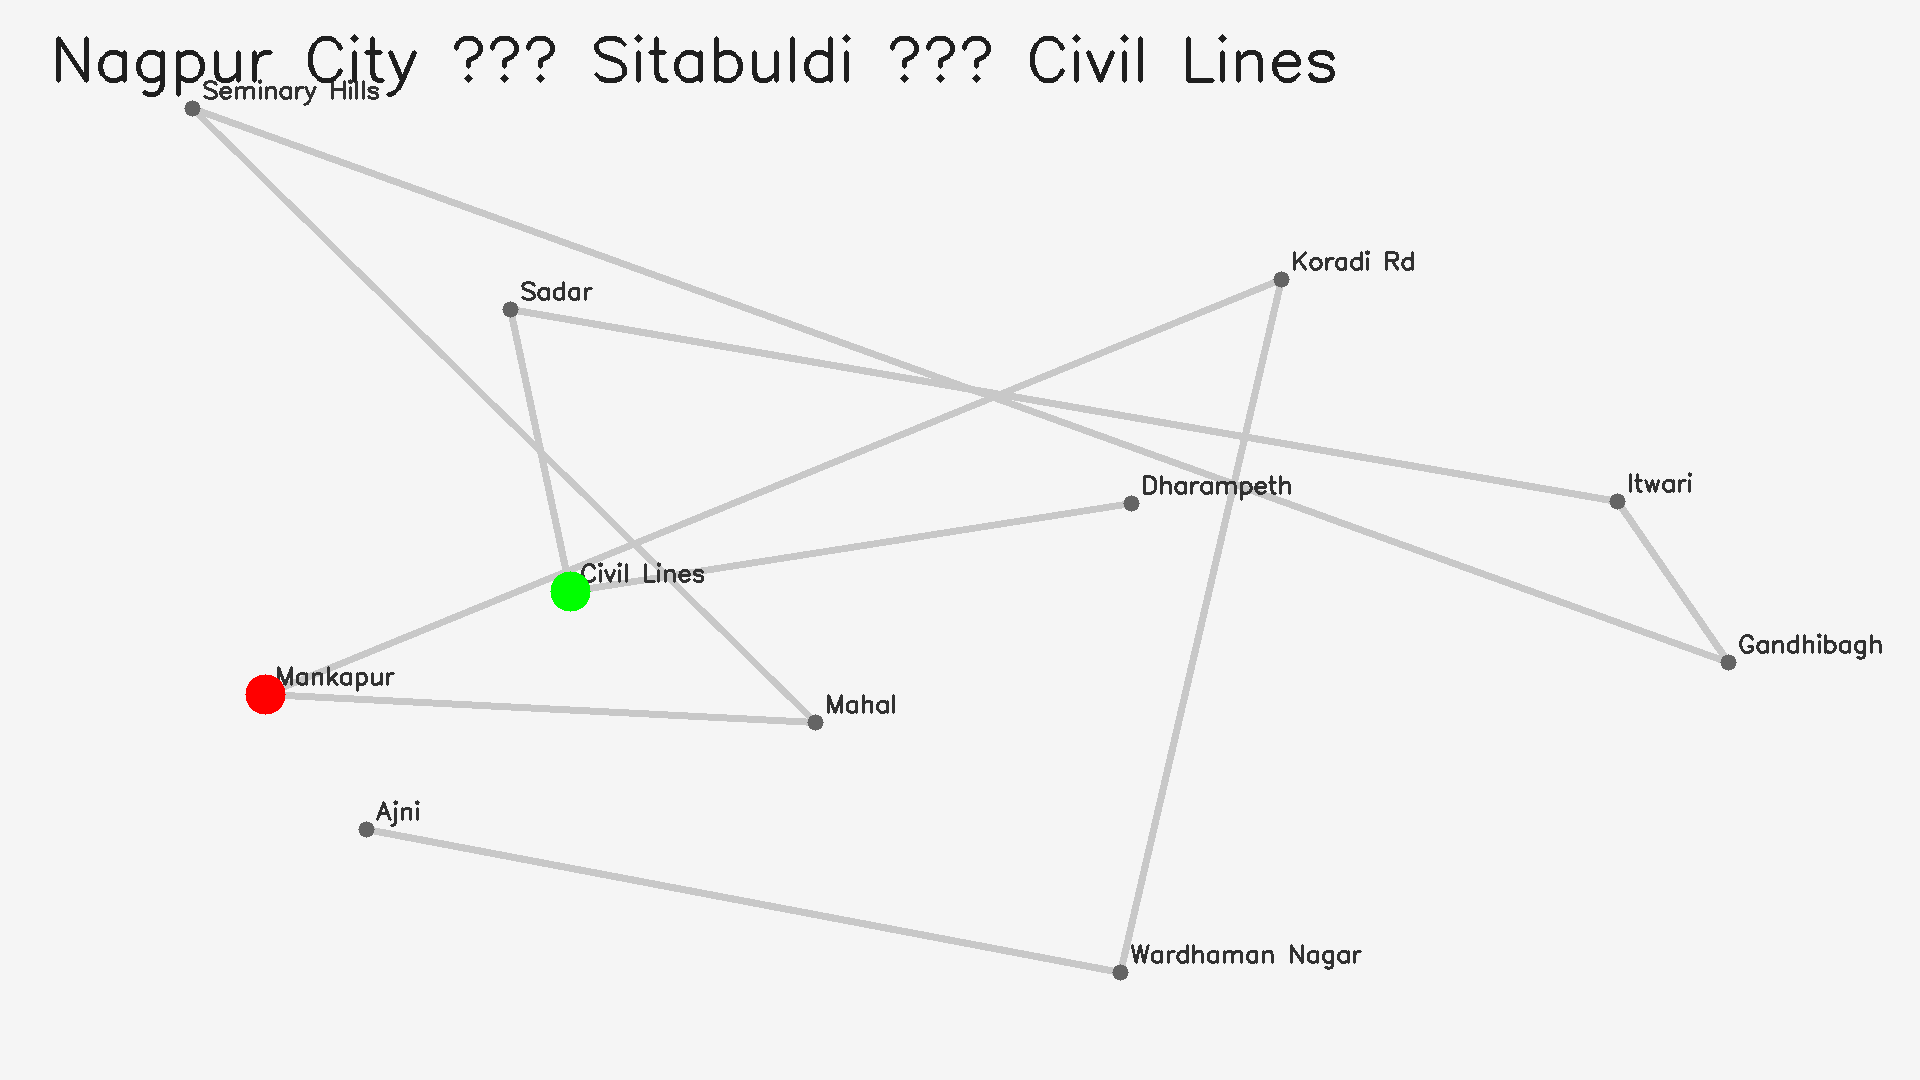 Nagpur City ??? Sitabuldi ??? Civil Lines
Seminary Hills
Koradi Rd
Sadar
Itwari
Dharampeth
Civil Lines
Gandhibagh
Mankapur
Mahal
Ajni
Wardhaman Nagar